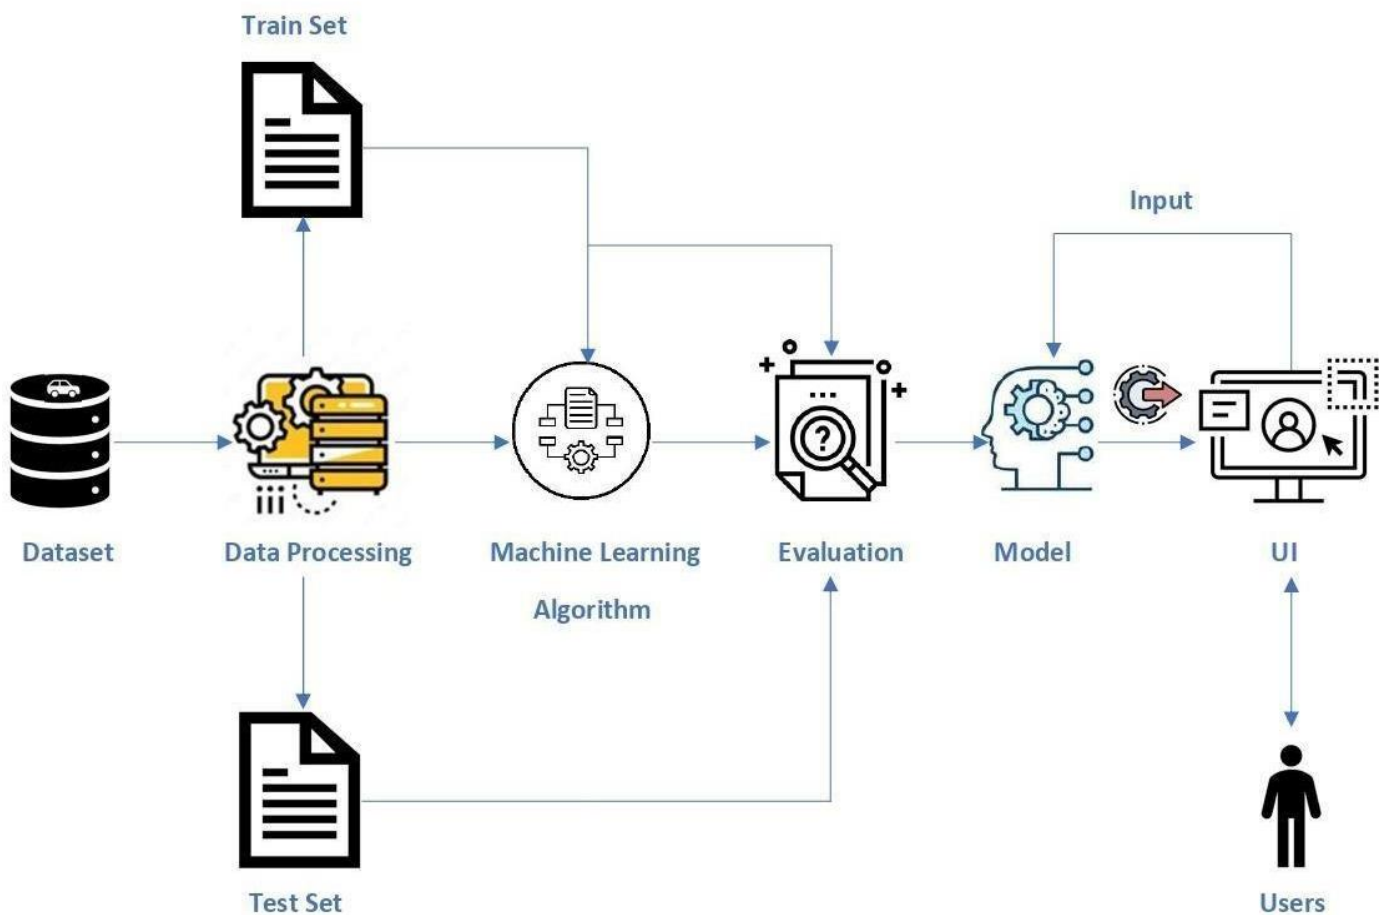 Train Set
Input
Dataset
Data Processing
Machine Learning
Algorithm
Evaluation
Model
UI
Test Set
Users